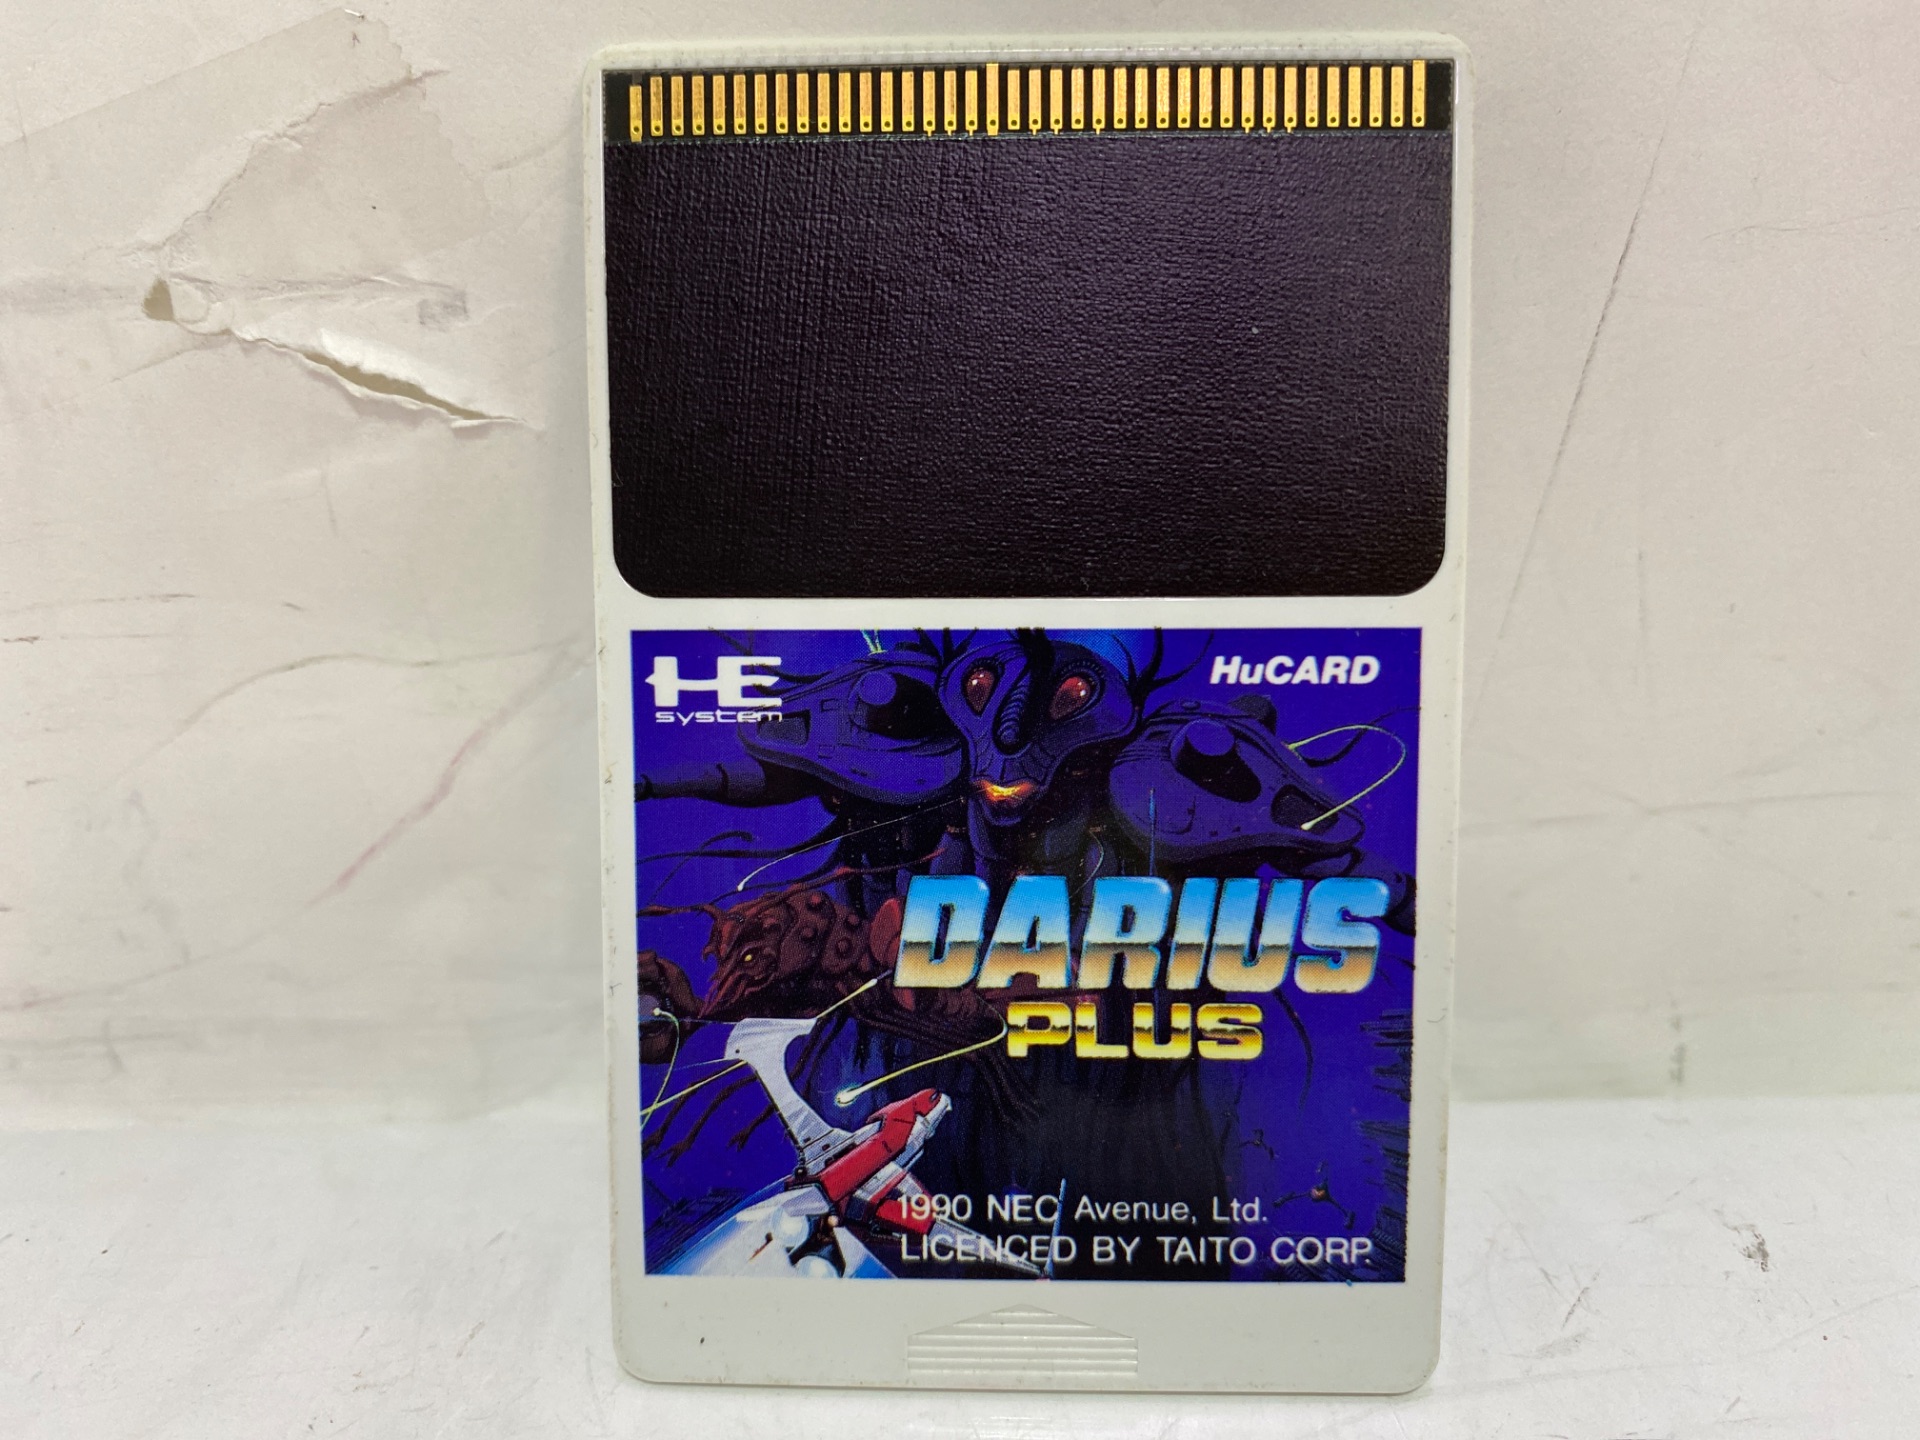 HE
system
HuCARD
DARIUS
PLUS
1990 NEC Avenue, Ltd.
LICENCED BY TAITO CORP.